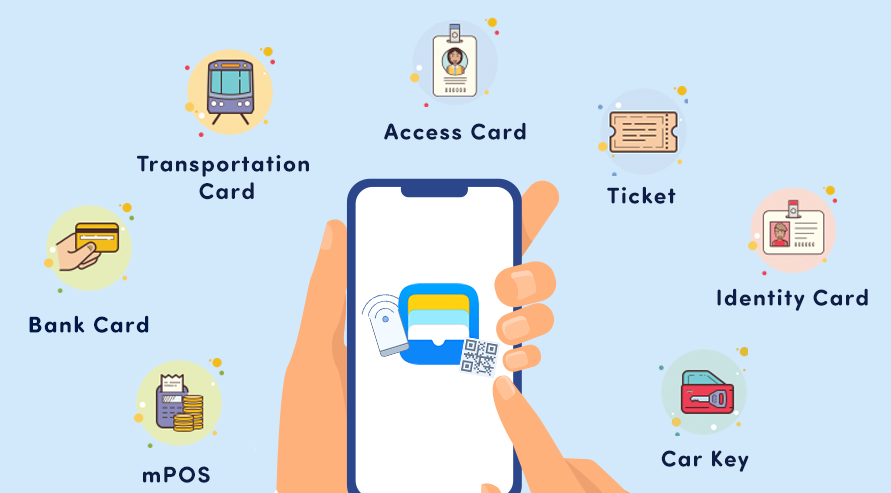 Access Card
Transportation
Card
Ticket
Bank Card
Identity Card
mPOS
Car Key